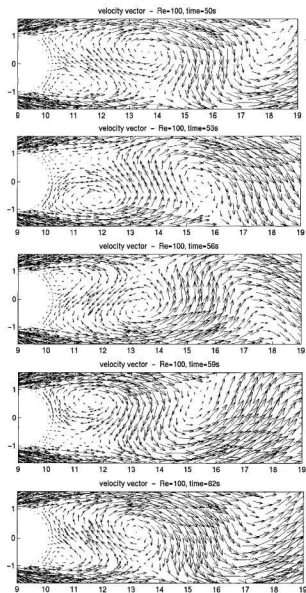 velocity vector - Re=100, time=50s
1
0
-1
9 10 11 12 13 14 15 16 17 18 19
velocity vector - Re=100, time=53s
1
0
-1
9 10 11 12 13 14 15 16 17 18 19
velocity vector - Re=100, time=56s
1
0
-1
9 10 11 12 13 14 15 16 17 18 19
velocity vector - Re=100, time=59s
1
0
-1
9 10 11 12 13 14 15 16 17 18 19
velocity vector - Re=100, time=62s
1
0
-1
9 10 11 12 13 14 15 16 17 18 19